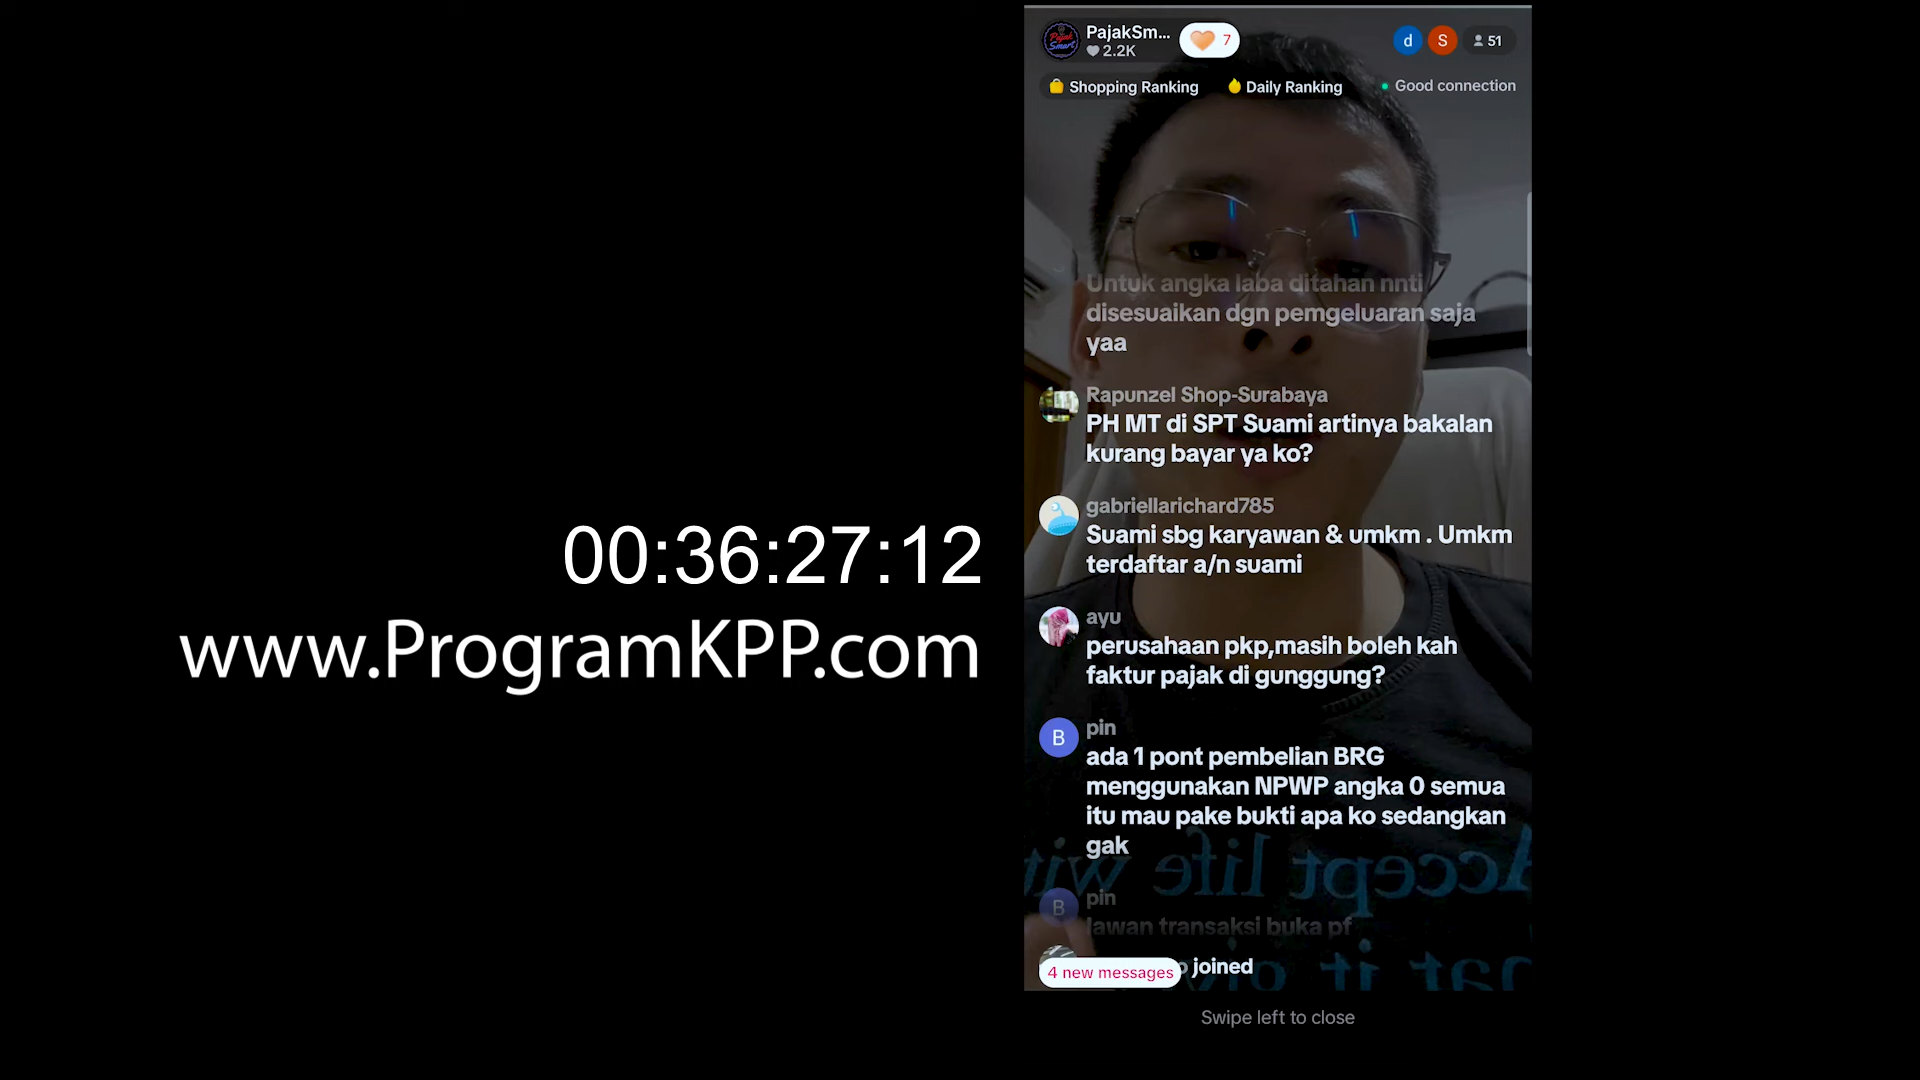 PajakSm...
2.2K
7
d
S
51
Shopping Ranking
Daily Ranking
Good connection
Untuk angka laba ditahan nnti
disesuaikan dgn pemgeluaran saja
yaa
Rapunzel Shop-Surabaya
PH MT di SPT Suami artinya bakalan
kurang bayar ya ko?
gabriellarichard785
Suami sbg karyawan & umkm . Umkm
terdaftar a/n suami
ayu
perusahaan pkp,masih boleh kah
faktur pajak di gunggung?
B
pin
ada 1 pont pembelian BRG
menggunakan NPWP angka 0 semua
itu mau pake bukti apa ko sedangkan
gak
B
pin
lawan transaksi buka pf
joined
4 new messages
Swipe left to close
00:36:27:12
www.ProgramKPP.com
Pajak
Smart
Accept life